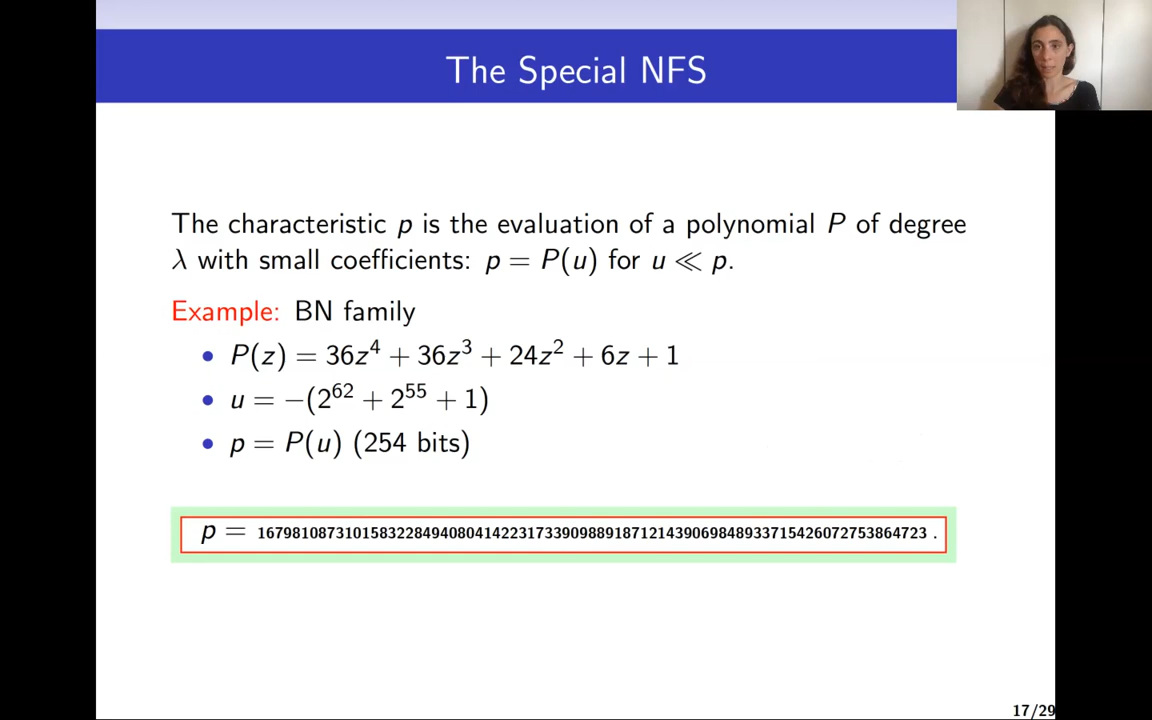 The Special NFS
The characteristic p is the evaluation of a polynomial P of degree
λ with small coefficients: p = P(u) for u ≪ p.
Example: BN family
• P(z) = 36z⁴ + 36z³ + 24z² + 6z + 1
• u = −(2⁶² + 2⁵⁵ + 1)
• p = P(u) (254 bits)
p = 16798108731015832284940804142231733909889187121439069848933715426072753864723 .
17/29